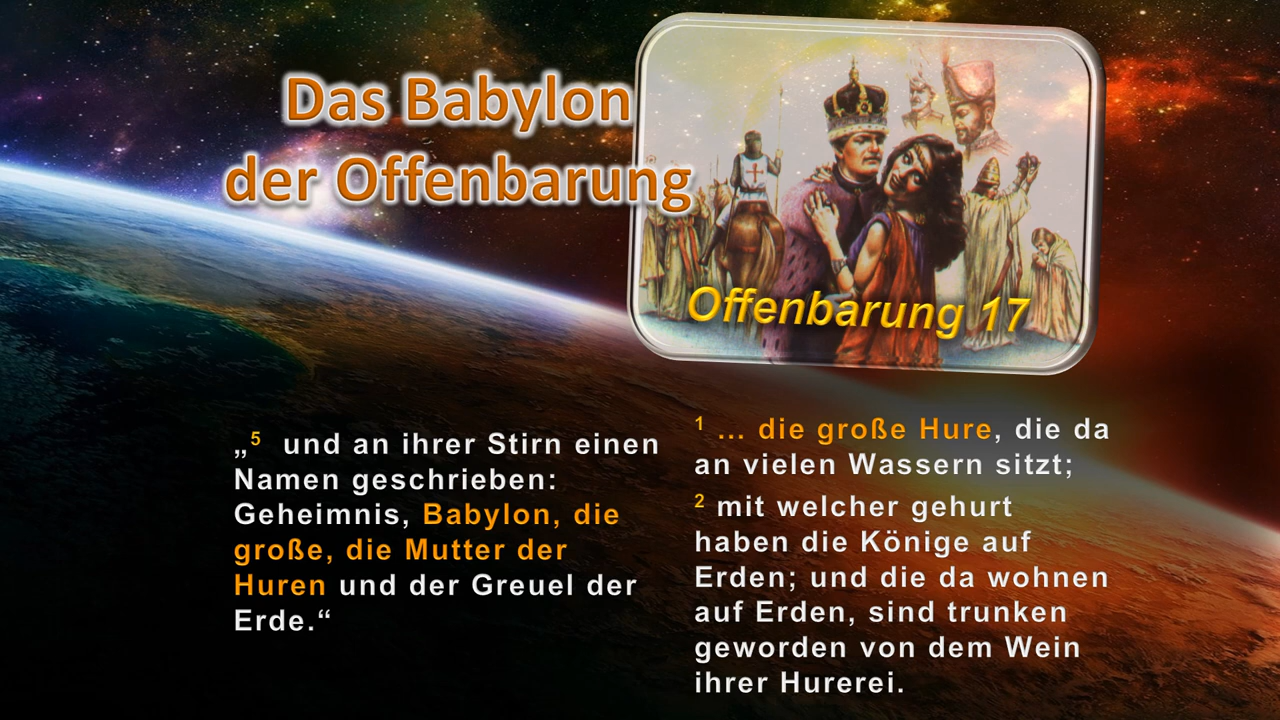 Das Babylon
der Offenbarung
Offenbarung 17
„⁵ und an ihrer Stirn einen
Namen geschrieben:
Geheimnis, Babylon, die
große, die Mutter der
Huren und der Greuel der
Erde.“
¹ ... die große Hure, die da
an vielen Wassern sitzt;
² mit welcher gehurt
haben die Könige auf
Erden; und die da wohnen
auf Erden, sind trunken
geworden von dem Wein
ihrer Hurerei.